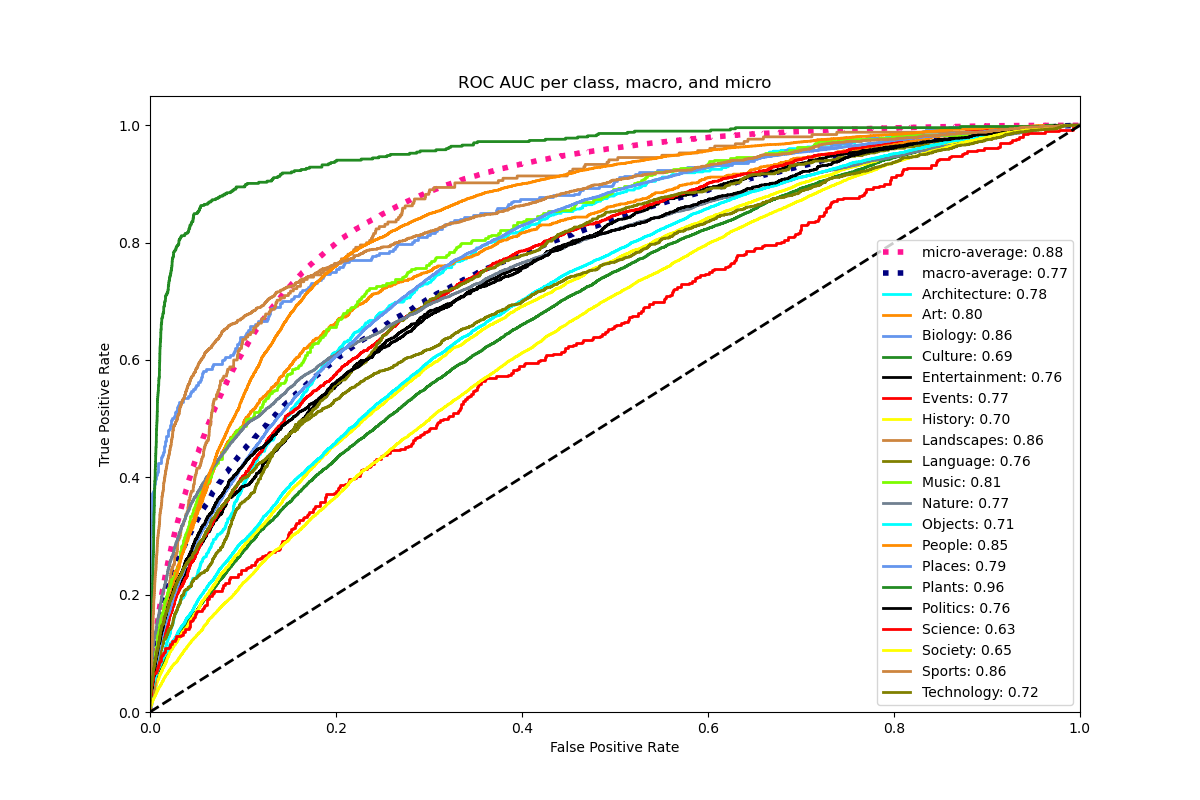 ROC AUC per class, macro, and micro
True Positive Rate
1.0
0.8
0.6
0.4
0.2
0.0
micro-average: 0.88
macro-average: 0.77
Architecture: 0.78
Art: 0.80
Biology: 0.86
Culture: 0.69
Entertainment: 0.76
Events: 0.77
History: 0.70
Landscapes: 0.86
Language: 0.76
Music: 0.81
Nature: 0.77
Objects: 0.71
People: 0.85
Places: 0.79
Plants: 0.96
Politics: 0.76
Science: 0.63
Society: 0.65
Sports: 0.86
Technology: 0.72
0.0 0.2 0.4 0.6 0.8 1.0
False Positive Rate